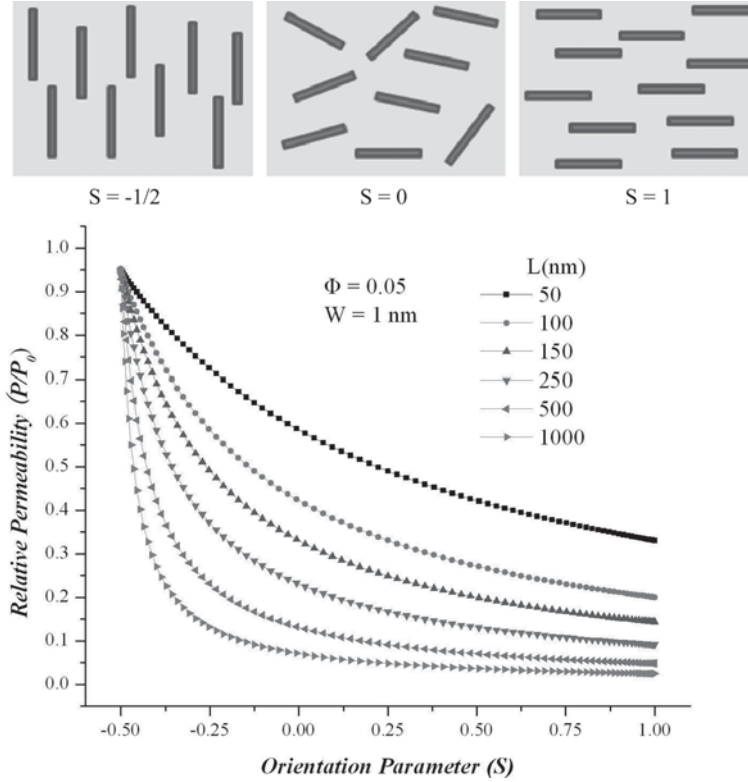 S = -1/2
S = 0
S = 1
Relative Permeability (P/P₀)
1.0
0.9
0.8
0.7
0.6
0.5
0.4
0.3
0.2
0.1
0.0
Φ = 0.05
W = 1 nm
L(nm)
50
100
150
250
500
1000
-0.50 -0.25 0.00 0.25 0.50 0.75 1.00
Orientation Parameter (S)